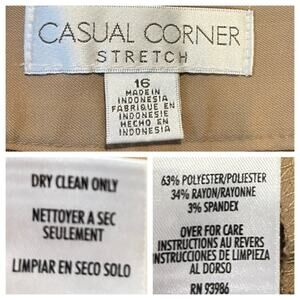 CASUAL CORNER
STRETCH
16
MADE IN
INDONESIA
FABRIQUÉ EN
INDONESIE
HECHO EN
INDONESIA
DRY CLEAN ONLY
NETTOYER A SEC
SEULEMENT
LIMPIAR EN SECO SOLO
63% POLYESTER/POLIESTER
34% RAYON/RAYONNE
3% SPANDEX
OVER FOR CARE
INSTRUCTIONS AU REVERS
INSTRUCCIONES DE LIMPIEZA
AL DORSO
RN 93986